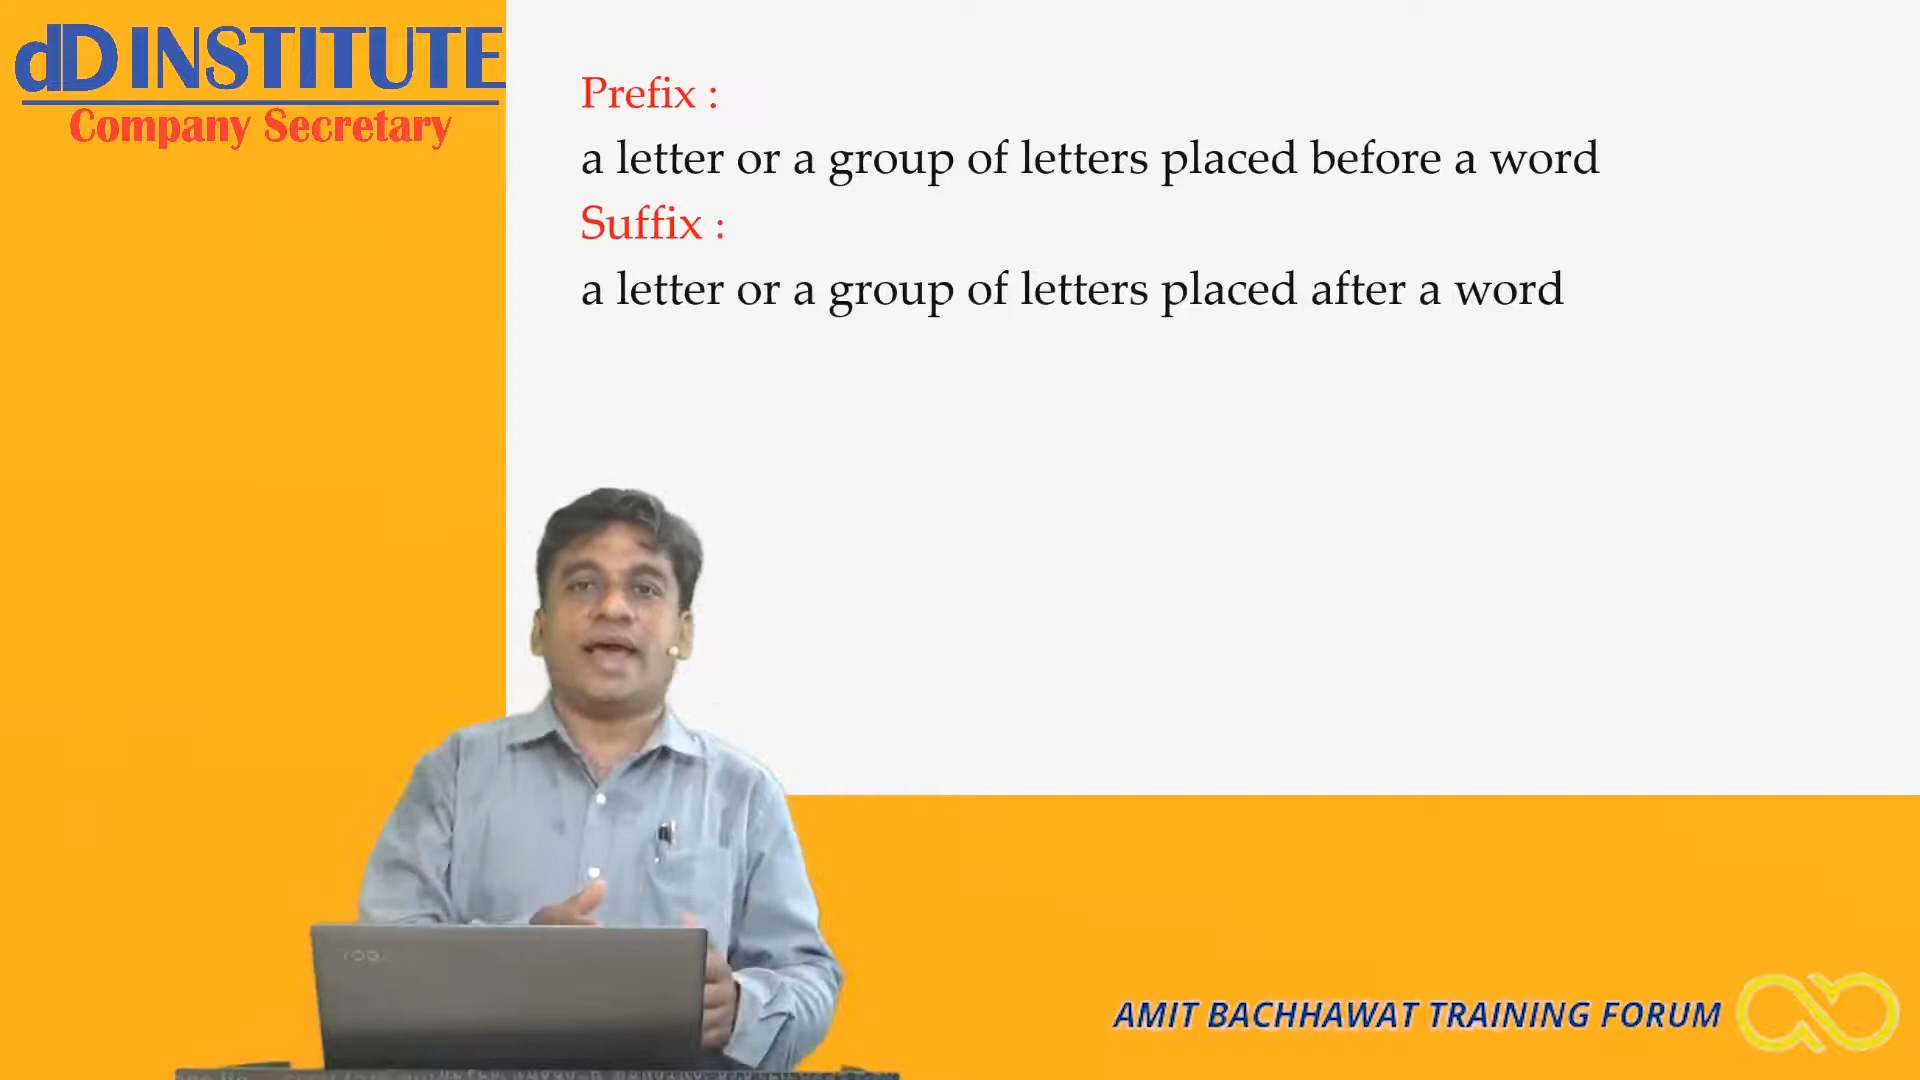 dD INSTITUTE
Company Secretary
Prefix :
a letter or a group of letters placed before a word
Suffix :
a letter or a group of letters placed after a word
AMIT BACHHAWAT TRAINING FORUM